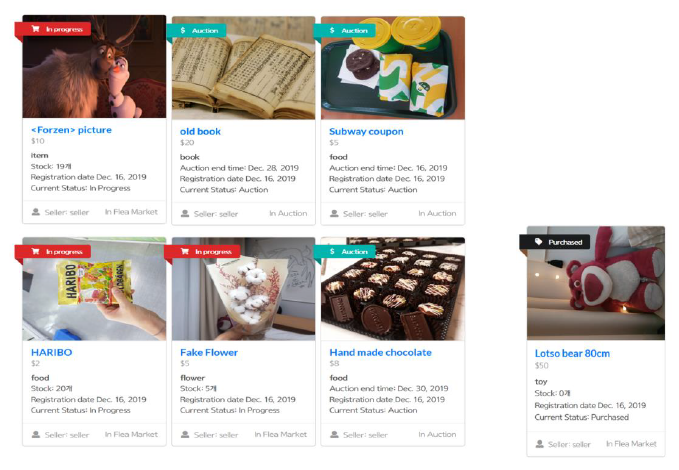 In progress
<Forzen> picture
$10
item
Stock: 19개
Registration date Dec. 16, 2019
Current Status: In Progress
Seller: seller
In Flea Market
Auction
old book
$20
book
Auction end time: Dec. 28, 2019
Registration date Dec. 16, 2019
Current Status: Auction
Seller: seller
In Auction
Auction
Subway coupon
$5
food
Auction end time: Dec. 16, 2019
Registration date Dec. 16, 2019
Current Status: Auction
Seller: seller
In Auction
In progress
HARIBO
HARIBO
$2
food
Stock: 20개
Registration date Dec. 16, 2019
Current Status: In Progress
Seller: seller
In Flea Market
In progress
Fake Flower
$5
flower
Stock: 5개
Registration date Dec. 16, 2019
Current Status: In Progress
Seller: seller
In Flea Market
Auction
Hand made chocolate
$8
food
Auction end time: Dec. 30, 2019
Registration date Dec. 16, 2019
Current Status: Auction
Seller: seller
In Auction
Purchased
Lotso bear 80cm
$50
toy
Stock: 0개
Registration date Dec. 16, 2019
Current Status: Purchased
Seller: seller
In Flea Market